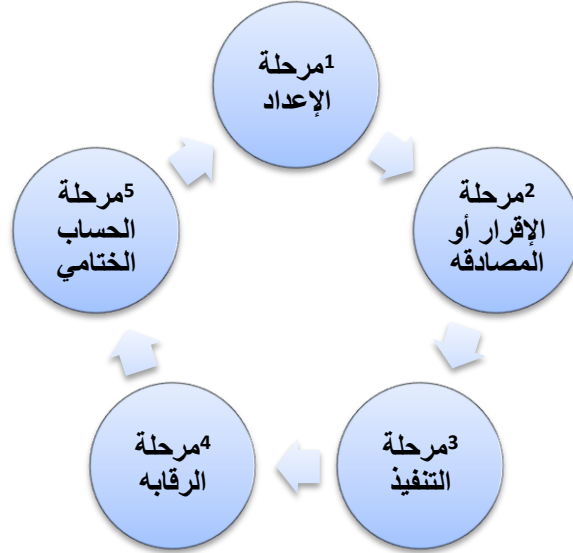 1مرحلة
الإعداد
2مرحلة
الإقرار أو
المصادقه
3مرحلة
التنفيذ
4مرحلة
الرقابه
5مرحلة
الحساب
الختامي